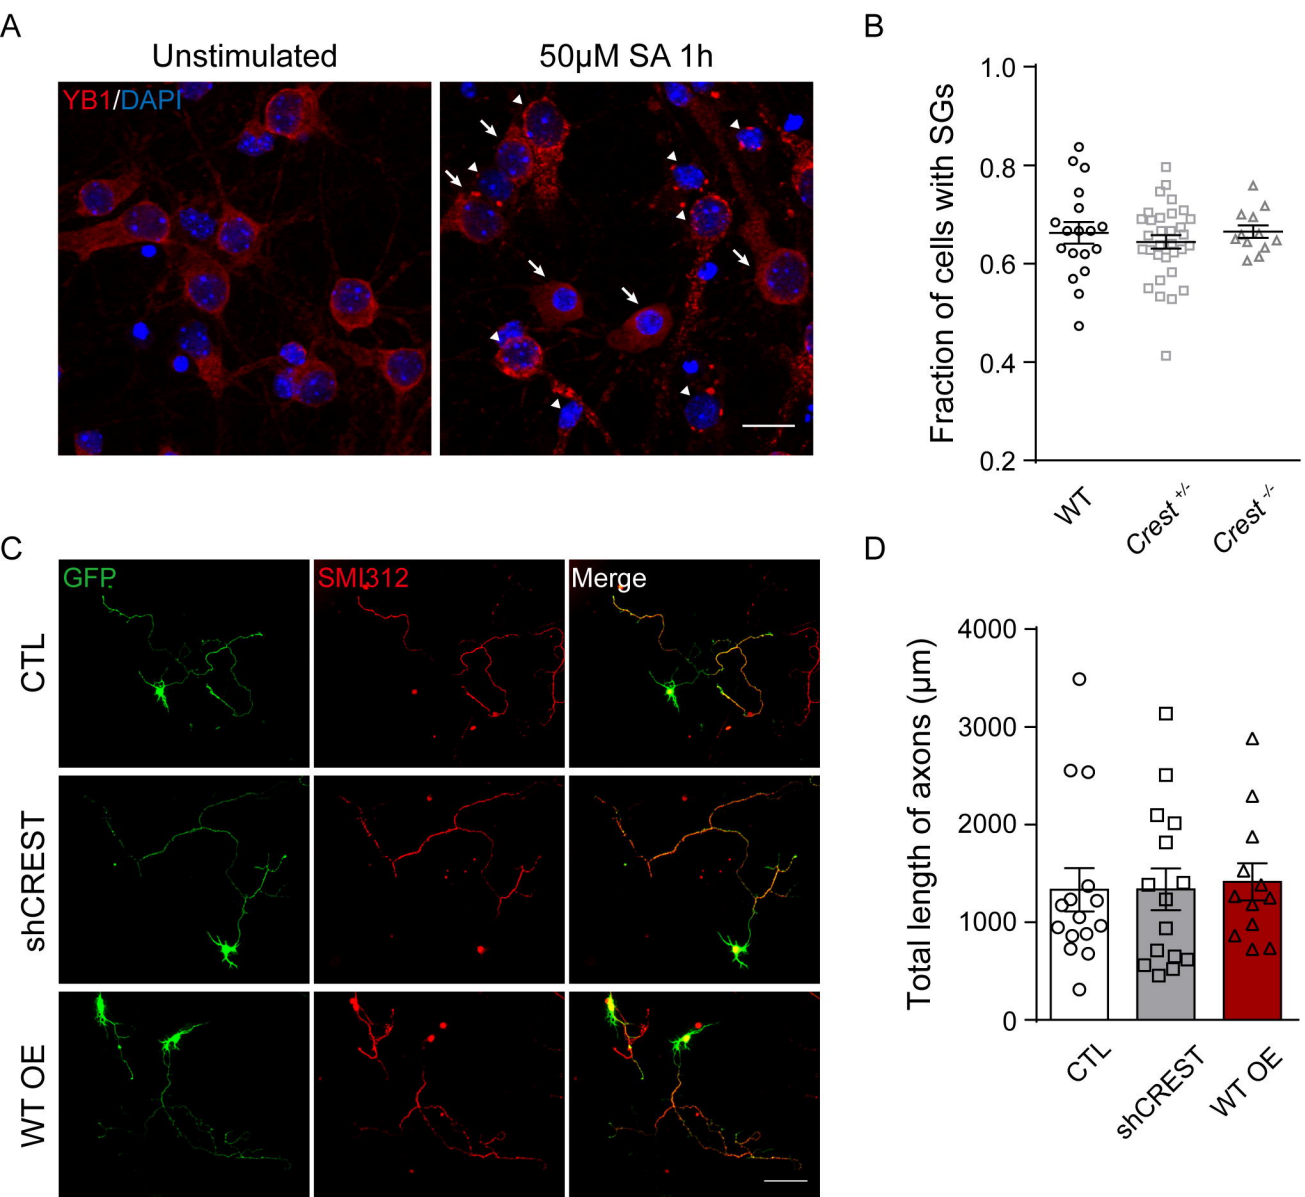 A
Unstimulated
50µM SA 1h
YB1/DAPI
B
Fraction of cells with SGs
1.0
0.8
0.6
0.4
0.2
WT
Crest +/-
Crest -/-
C
GFP
SMI312
Merge
CTL
shCREST
WT OE
D
Total length of axons (µm)
4000
3000
2000
1000
0
CTL
shCREST
WT OE